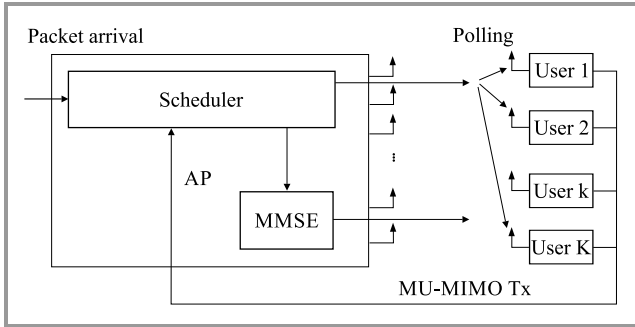 Packet arrival
Polling
Scheduler
User 1
User 2
...
AP
User k
MMSE
User K
MU-MIMO Tx